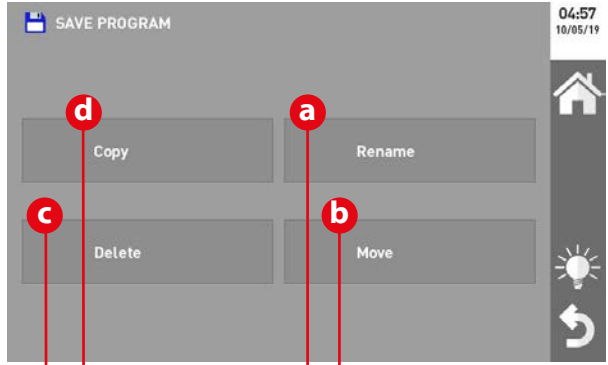 SAVE PROGRAM
04:57
10/05/19
d
a
Copy
Rename
c
b
Delete
Move